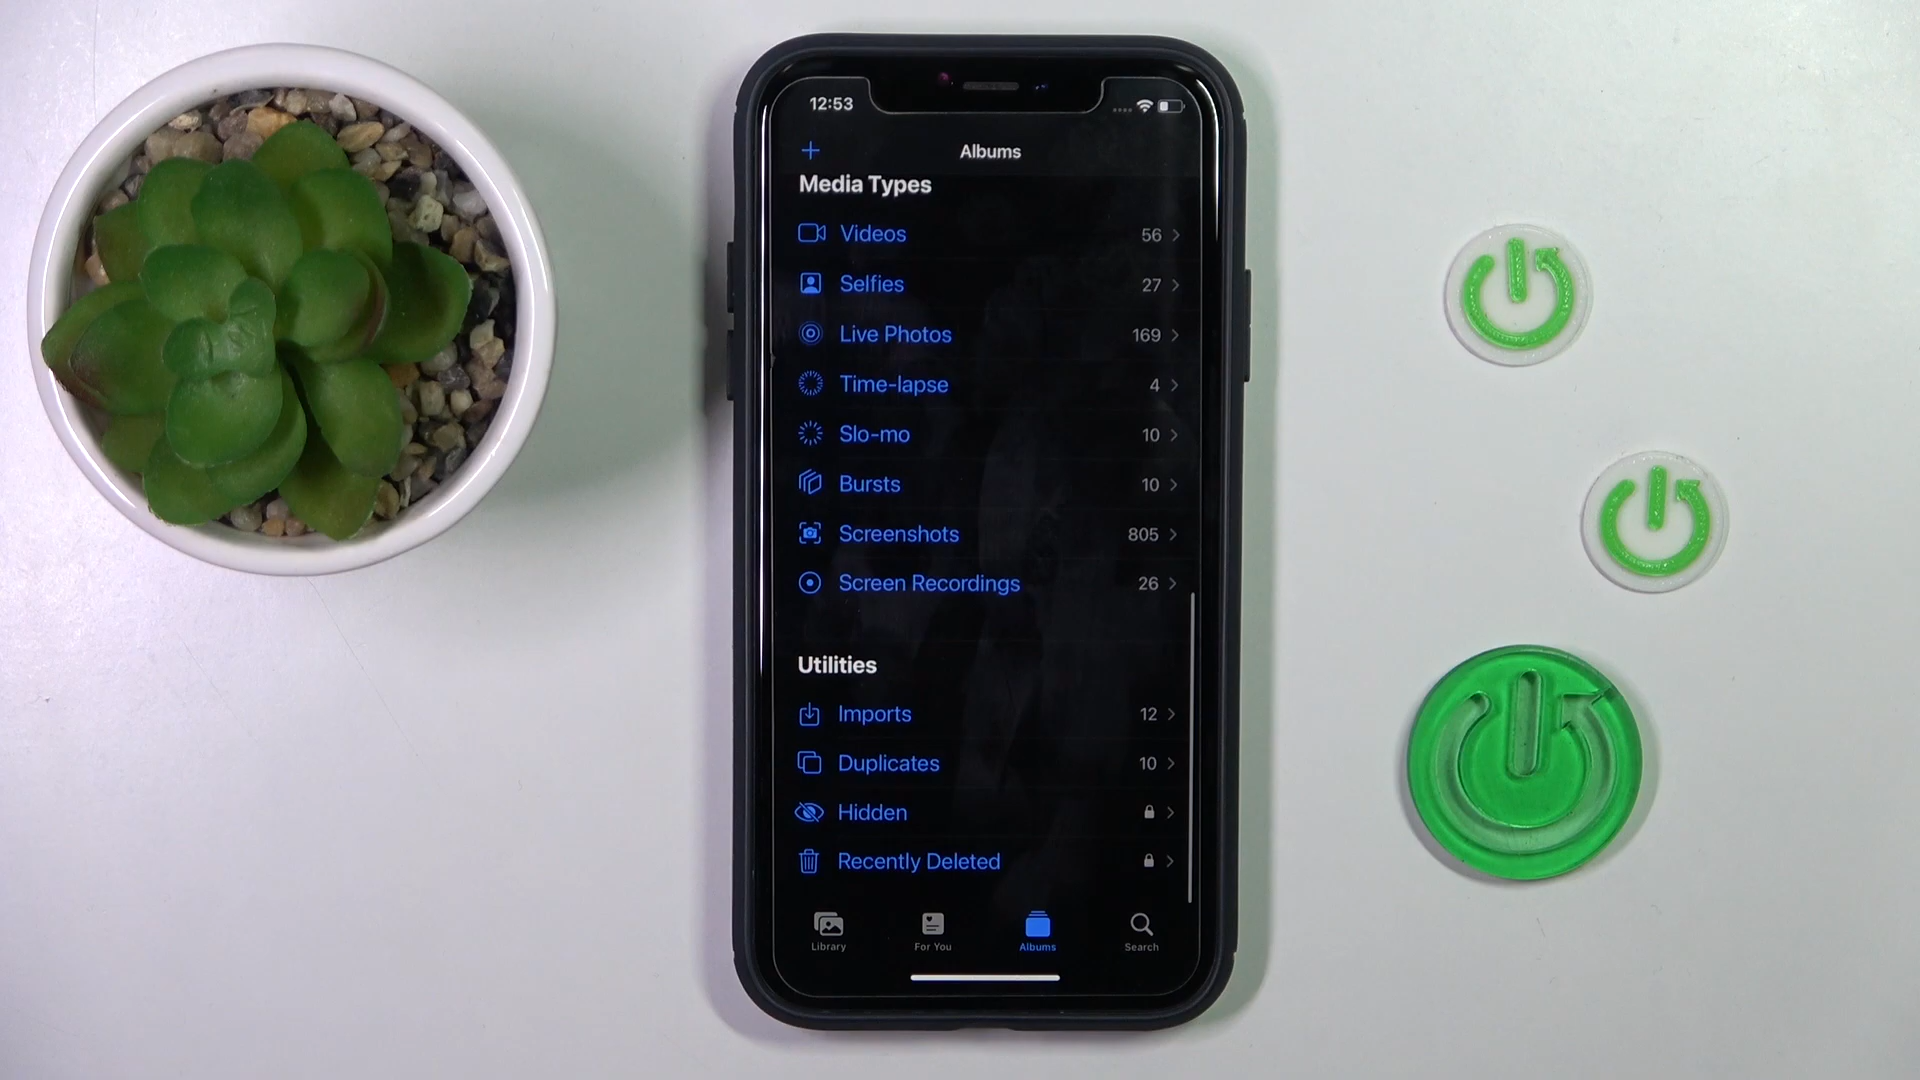 12:53
Albums
Media Types
Videos 56
Selfies 27
Live Photos 169
Time-lapse 4
Slo-mo 10
Bursts 10
Screenshots 805
Screen Recordings 26
Utilities
Imports 12
Duplicates 10
Hidden
Recently Deleted
Library For You Albums Search